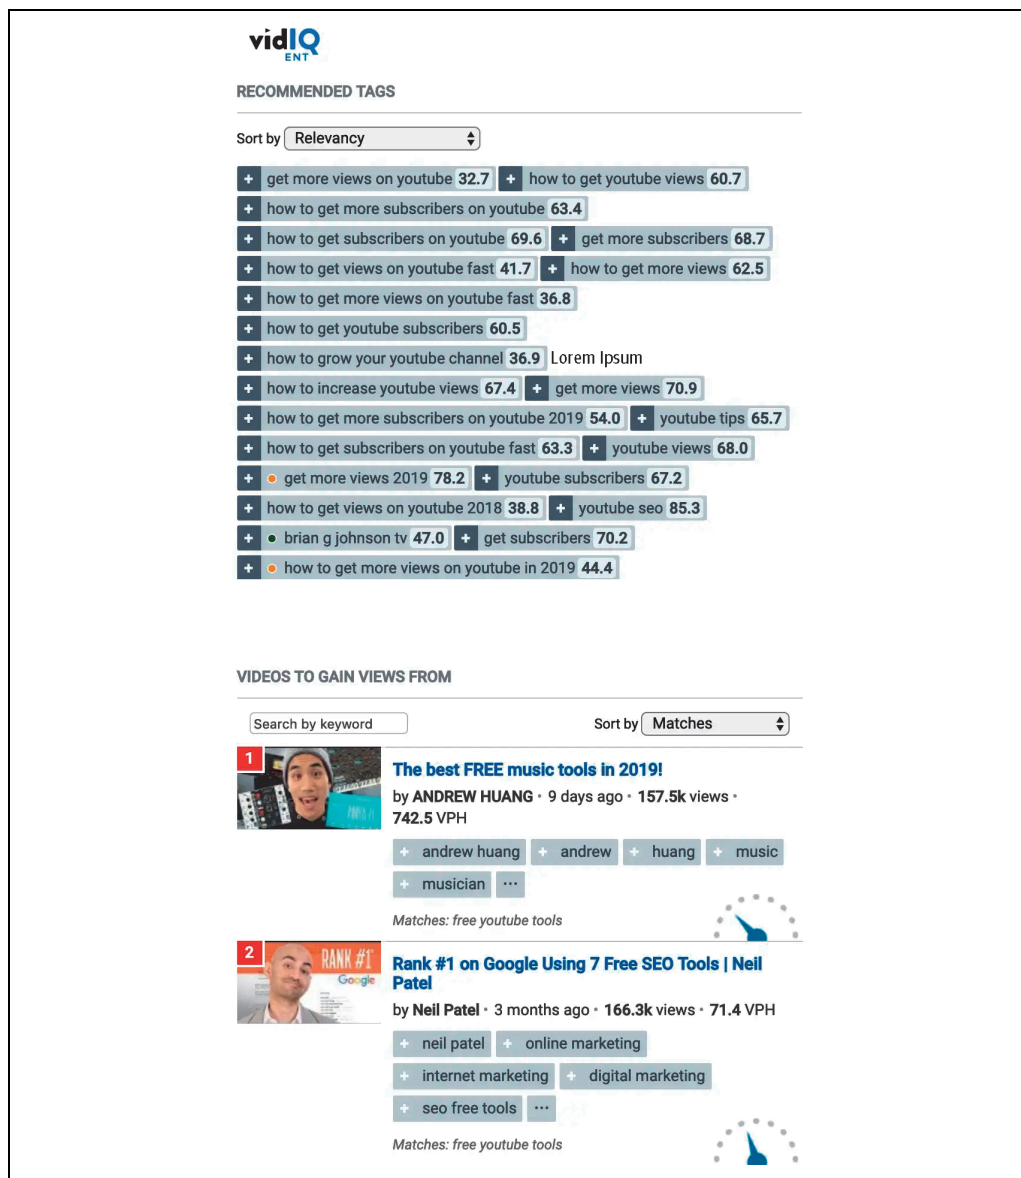 vidIQ
ENT
RECOMMENDED TAGS
Sort by Relevancy
+ get more views on youtube 32.7 + how to get youtube views 60.7
+ how to get more subscribers on youtube 63.4
+ how to get subscribers on youtube 69.6 + get more subscribers 68.7
+ how to get views on youtube fast 41.7 + how to get more views 62.5
+ how to get more views on youtube fast 36.8
+ how to get youtube subscribers 60.5
+ how to grow your youtube channel 36.9 Lorem Ipsum
+ how to increase youtube views 67.4 + get more views 70.9
+ how to get more subscribers on youtube 2019 54.0 + youtube tips 65.7
+ how to get subscribers on youtube fast 63.3 + youtube views 68.0
+ get more views 2019 78.2 + youtube subscribers 67.2
+ how to get views on youtube 2018 38.8 + youtube seo 85.3
+ brian g johnson tv 47.0 + get subscribers 70.2
+ how to get more views on youtube in 2019 44.4
VIDEOS TO GAIN VIEWS FROM
Search by keyword Sort by Matches
1
The best FREE music tools in 2019!
by ANDREW HUANG • 9 days ago • 157.5k views •
742.5 VPH
+ andrew huang + andrew + huang + music
+ musician ...
Matches: free youtube tools
2
RANK #1
Google
Rank #1 on Google Using 7 Free SEO Tools | Neil
Patel
by Neil Patel • 3 months ago • 166.3k views • 71.4 VPH
+ neil patel + online marketing
+ internet marketing + digital marketing
+ seo free tools ...
Matches: free youtube tools